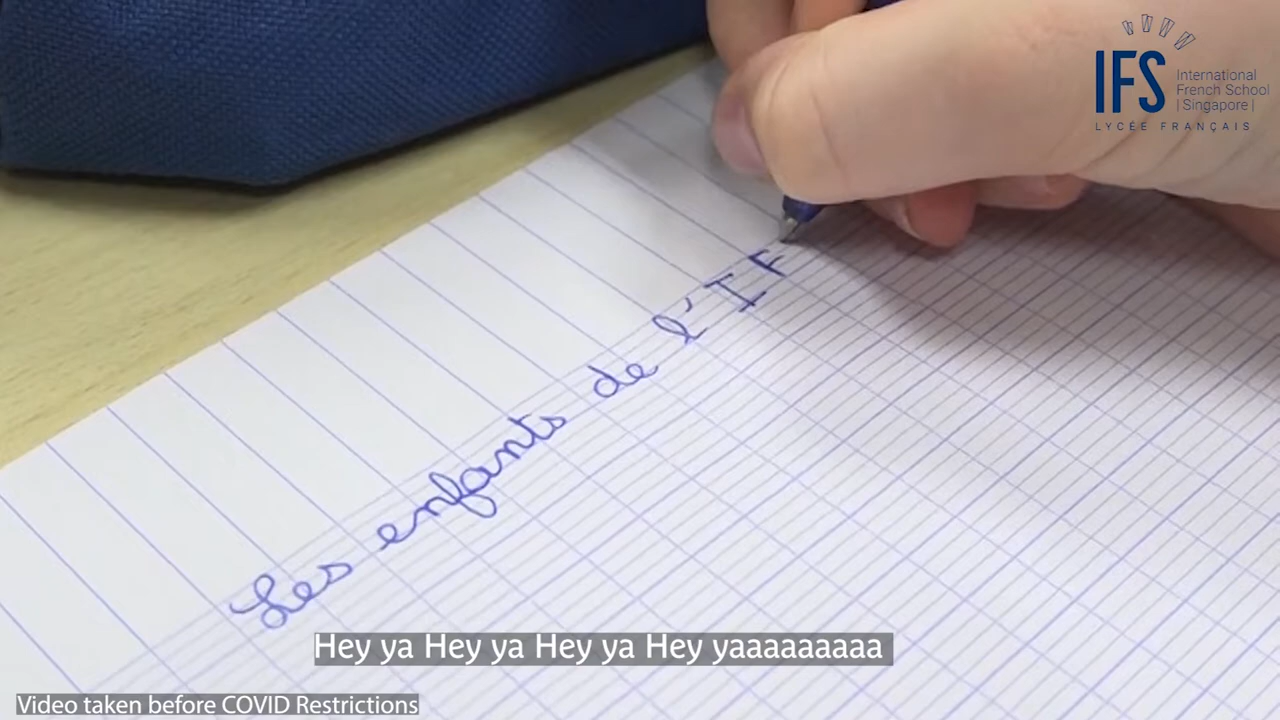 IFS
International
French School
| Singapore |
LYCÉE FRANÇAIS
Les enfants de l'IF
Hey ya Hey ya Hey ya Hey yaaaaaaaaa
Video taken before COVID Restrictions